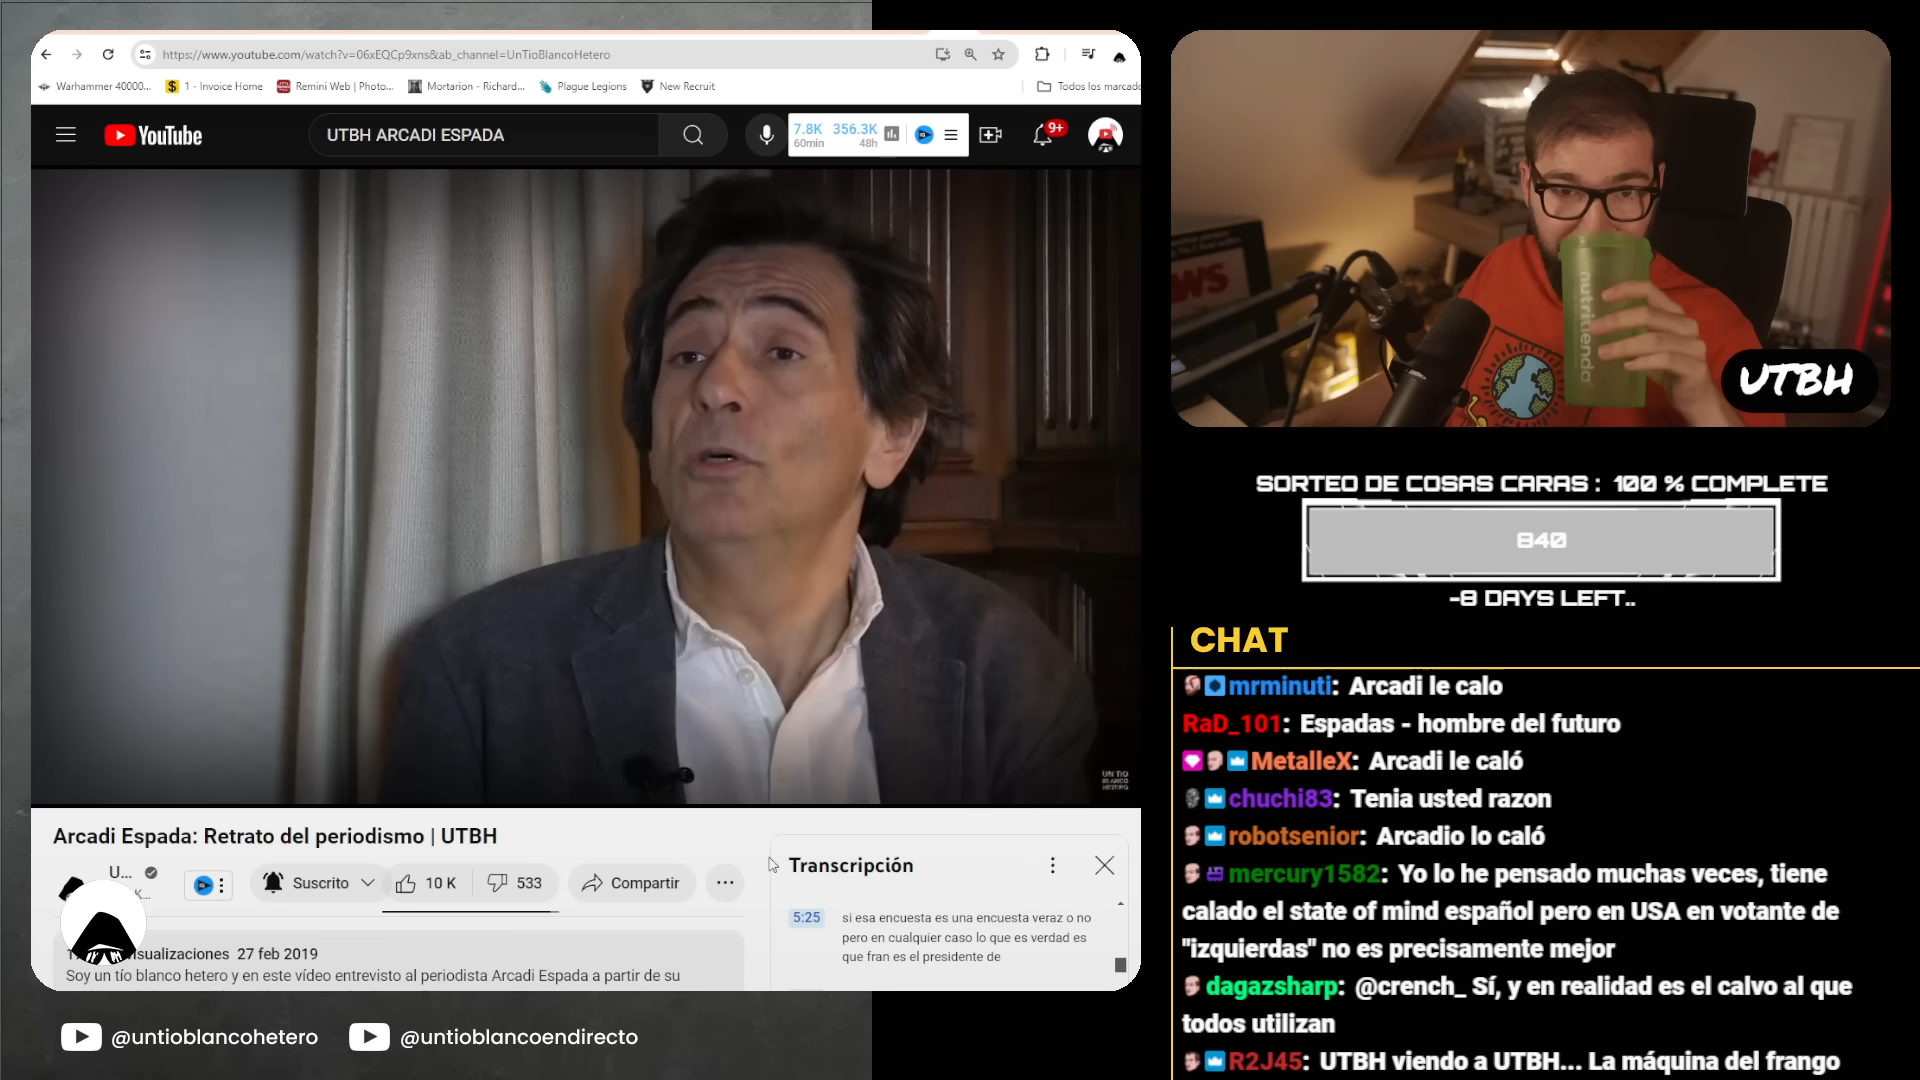 https://www.youtube.com/watch?v=06xEQCp9xns&ab_channel=UnTioBlancoHetero
Warhammer 40000...
1 - Invoice Home
Remini Web | Photo...
Mortarion - Richard...
Plague Legions
New Recruit
Todos los marcado
YouTube
UTBH ARCADI ESPADA
7.8K 356.3K
60min 48h
9+
UN TIO
BLANCO
HETERO
Arcadi Espada: Retrato del periodismo | UTBH
U...
K...
Suscrito
10 K
533
Compartir
isualizaciones 27 feb 2019
Soy un tío blanco hetero y en este vídeo entrevisto al periodista Arcadi Espada a partir de su
Transcripción
5:25
si esa encuesta es una encuesta veraz o no
pero en cualquier caso lo que es verdad es
que fran es el presidente de
@untioblancohetero
@untioblancoendirecto
nutritienda
UTBH
SORTEO DE COSAS CARAS : 100 % COMPLETE
840
-8 DAYS LEFT..
CHAT
mrminuti: Arcadi le calo
RaD_101: Espadas - hombre del futuro
MetalleX: Arcadi le caló
chuchi83: Tenia usted razon
robotsenior: Arcadio lo caló
mercury1582: Yo lo he pensado muchas veces, tiene
calado el state of mind español pero en USA en votante de
"izquierdas" no es precisamente mejor
dagazsharp: @crench_ Sí, y en realidad es el calvo al que
todos utilizan
R2J45: UTBH viendo a UTBH... La máquina del frango